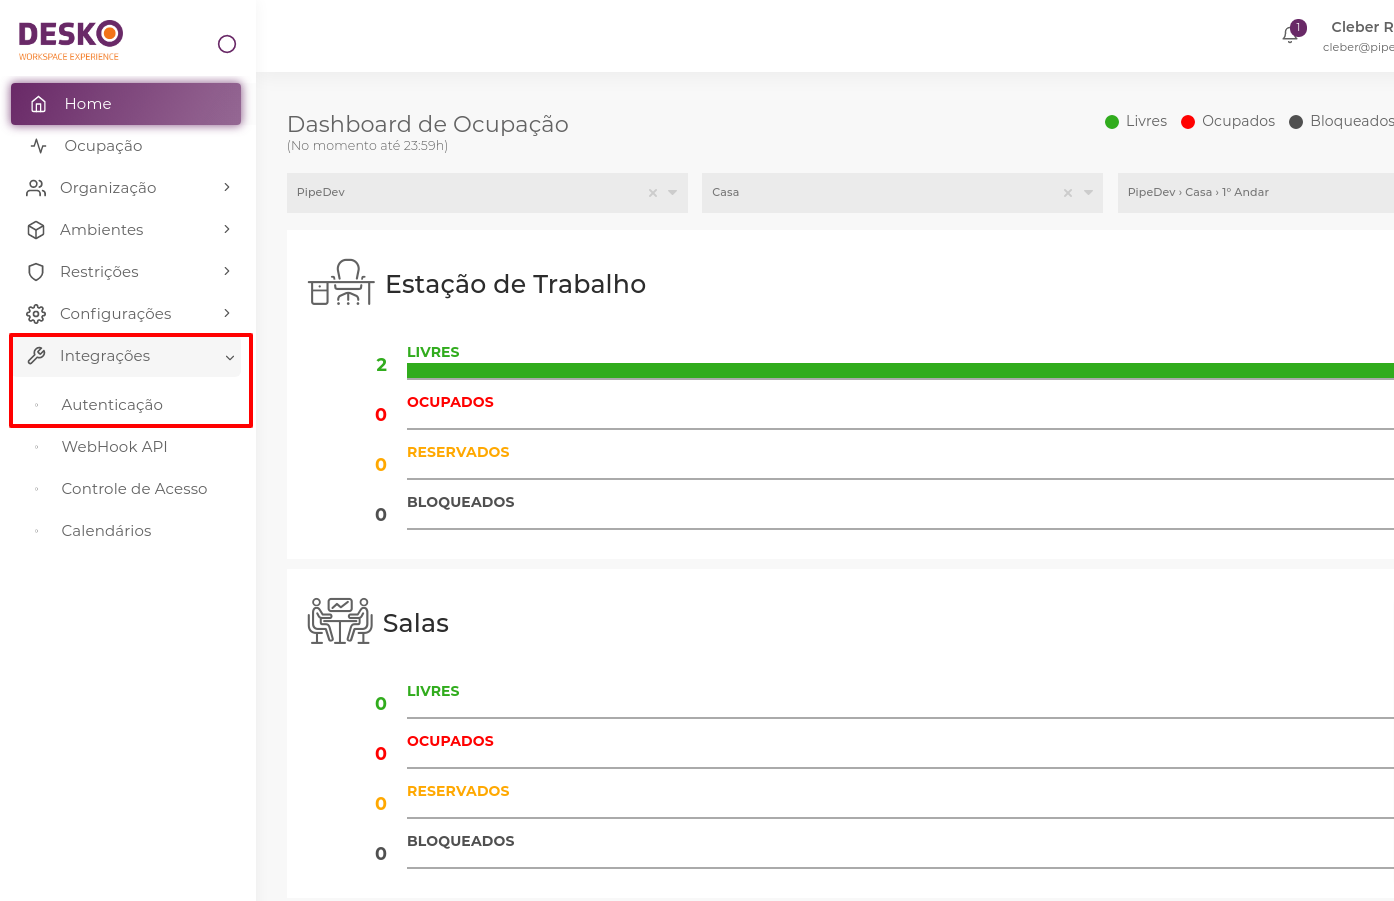 DESKO
WORKSPACE EXPERIENCE
Home
Ocupação
Organização
Ambientes
Restrições
Configurações
Integrações
Autenticação
WebHook API
Controle de Acesso
Calendários
1
Cleber R
cleber@pipe
Dashboard de Ocupação
(No momento até 23:59h)
Livres
Ocupados
Bloqueados
PipeDev
Casa
PipeDev › Casa › 1° Andar
Estação de Trabalho
2 LIVRES
0 OCUPADOS
0 RESERVADOS
0 BLOQUEADOS
Salas
0 LIVRES
0 OCUPADOS
0 RESERVADOS
0 BLOQUEADOS